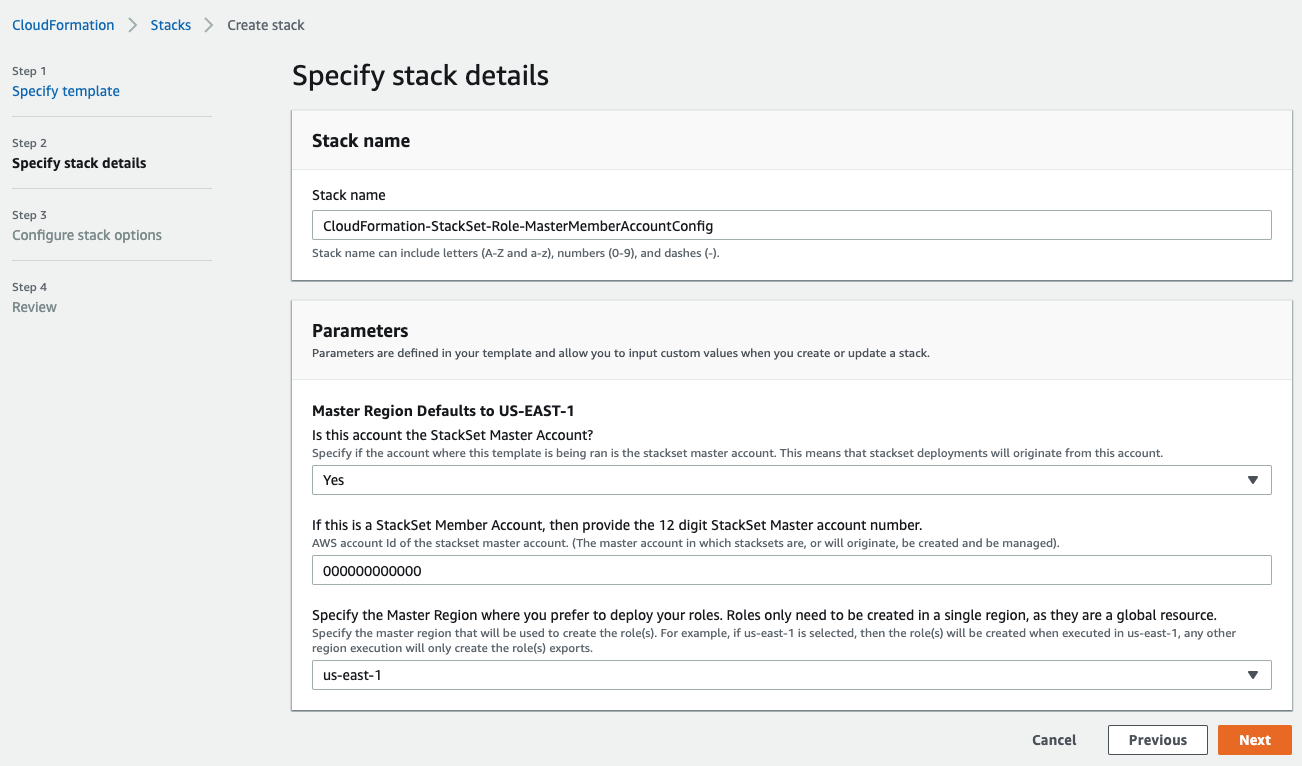 CloudFormation > Stacks > Create stack
Step 1
Specify template
Step 2
Specify stack details
Step 3
Configure stack options
Step 4
Review
Specify stack details
Stack name
Stack name
CloudFormation-StackSet-Role-MasterMemberAccountConfig
Stack name can include letters (A-Z and a-z), numbers (0-9), and dashes (-).
Parameters
Parameters are defined in your template and allow you to input custom values when you create or update a stack.
Master Region Defaults to US-EAST-1
Is this account the StackSet Master Account?
Specify if the account where this template is being ran is the stackset master account. This means that stackset deployments will originate from this account.
Yes
If this is a StackSet Member Account, then provide the 12 digit StackSet Master account number.
AWS account Id of the stackset master account. (The master account in which stacksets are, or will originate, be created and be managed).
000000000000
Specify the Master Region where you prefer to deploy your roles. Roles only need to be created in a single region, as they are a global resource.
Specify the master region that will be used to create the role(s). For example, if us-east-1 is selected, then the role(s) will be created when executed in us-east-1, any other
region execution will only create the role(s) exports.
us-east-1
Cancel
Previous
Next